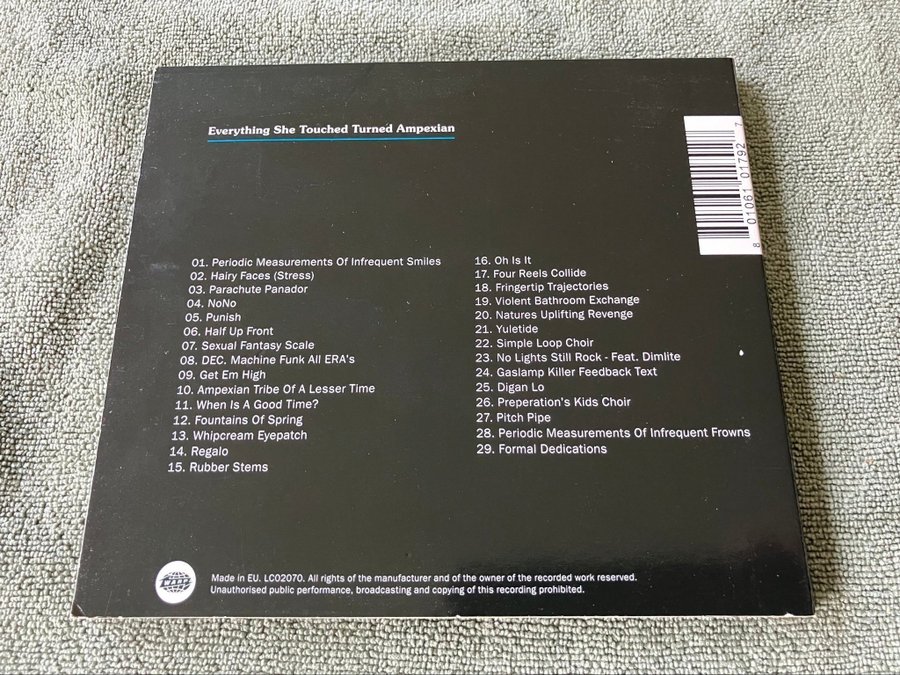 Everything She Touched Turned Ampexian
01. Periodic Measurements Of Infrequent Smiles
02. Hairy Faces (Stress)
03. Parachute Panador
04. NoNo
05. Punish
06. Half Up Front
07. Sexual Fantasy Scale
08. DEC. Machine Funk All ERA's
09. Get Em High
10. Ampexian Tribe Of A Lesser Time
11. When Is A Good Time?
12. Fountains Of Spring
13. Whipcream Eyepatch
14. Regalo
15. Rubber Stems
16. Oh Is It
17. Four Reels Collide
18. Fringertip Trajectories
19. Violent Bathroom Exchange
20. Natures Uplifting Revenge
21. Yuletide
22. Simple Loop Choir
23. No Lights Still Rock - Feat. Dimlite
24. Gaslamp Killer Feedback Text
25. Digan Lo
26. Preperation's Kids Choir
27. Pitch Pipe
28. Periodic Measurements Of Infrequent Frowns
29. Formal Dedications
8 01061 01792 7
Made in EU. LC02070. All rights of the manufacturer and of the owner of the recorded work reserved.
Unauthorised public performance, broadcasting and copying of this recording prohibited.